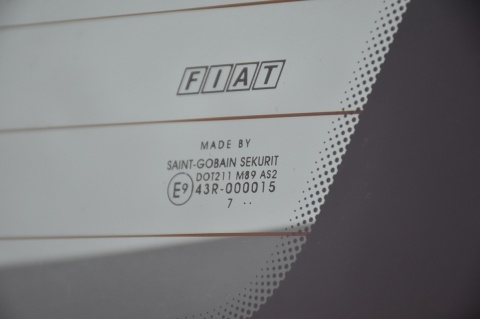 FIAT
MADE BY
SAINT-GOBAIN SEKURIT
DOT211 M89 AS2
E9 43R-000015
7 ..